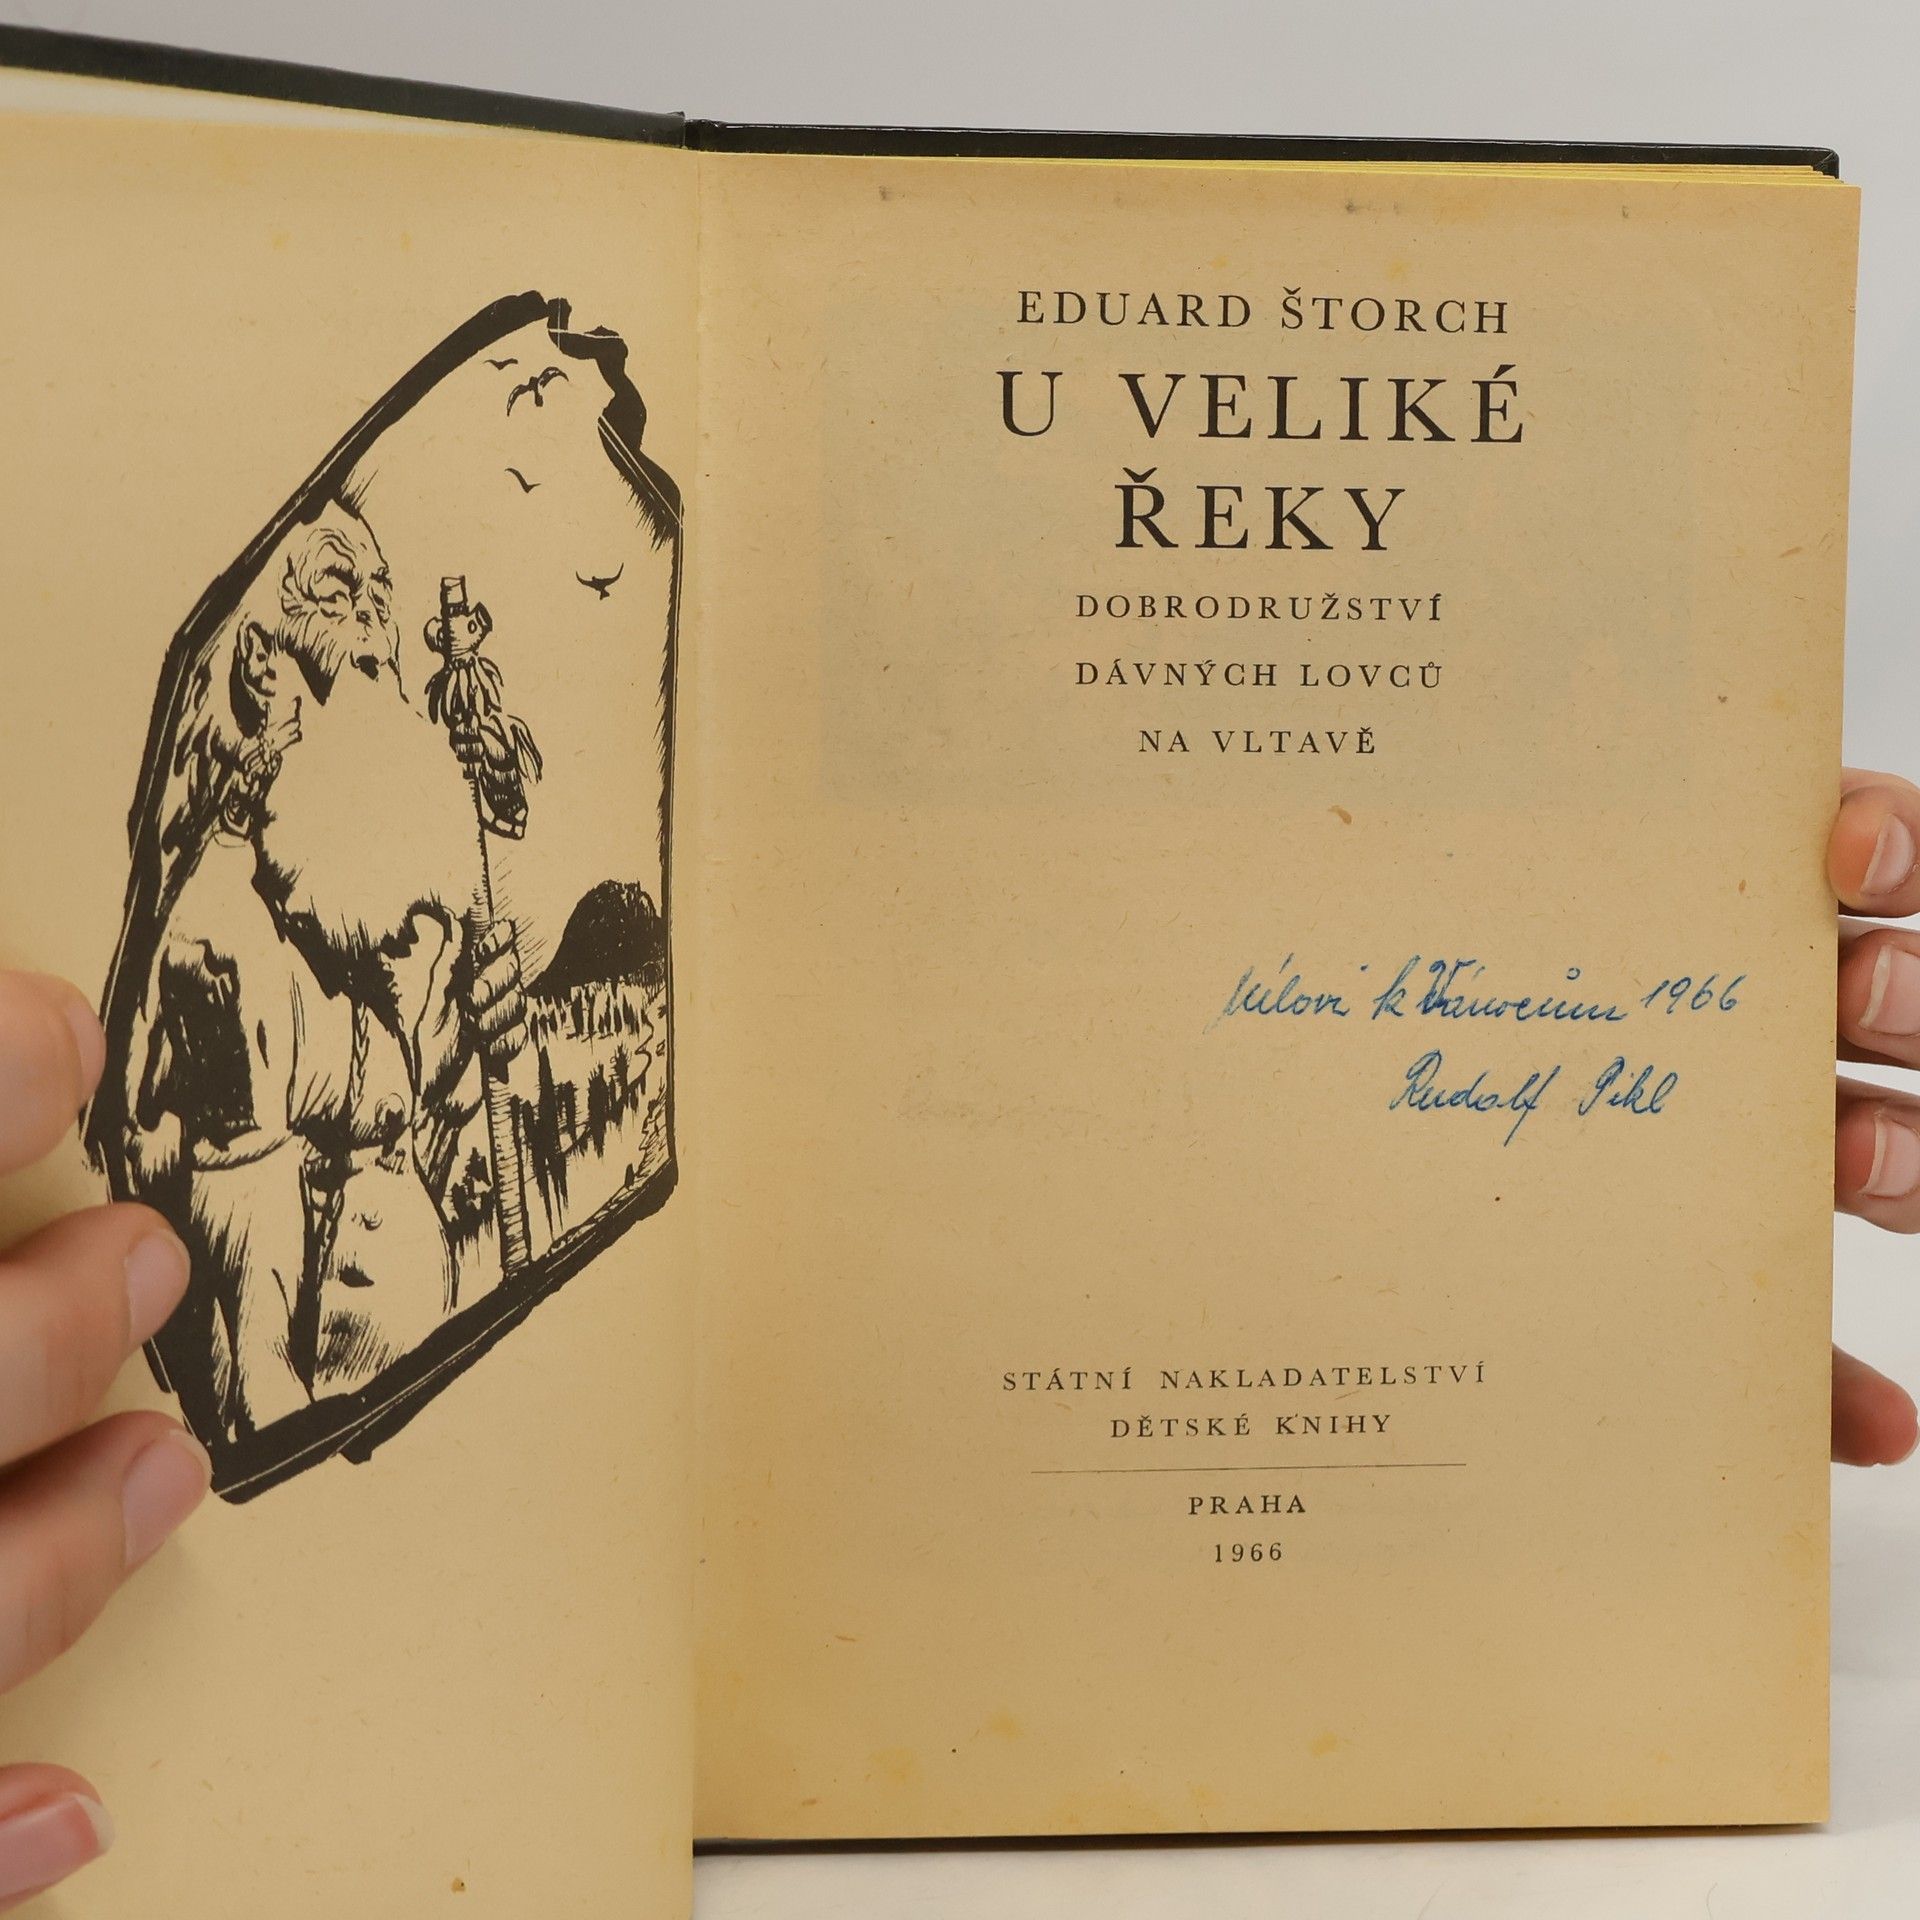 EDUARD ŠTORCH
U VELIKÉ
ŘEKY
DOBRODRUŽSTVÍ
DÁVNÝCH LOVCŮ
NA VLTAVĚ
Mílovi k Vánocům 1966
Rudolf Pikl
STÁTNÍ NAKLADATELSTVÍ
DĚTSKÉ KNIHY
PRAHA
1966